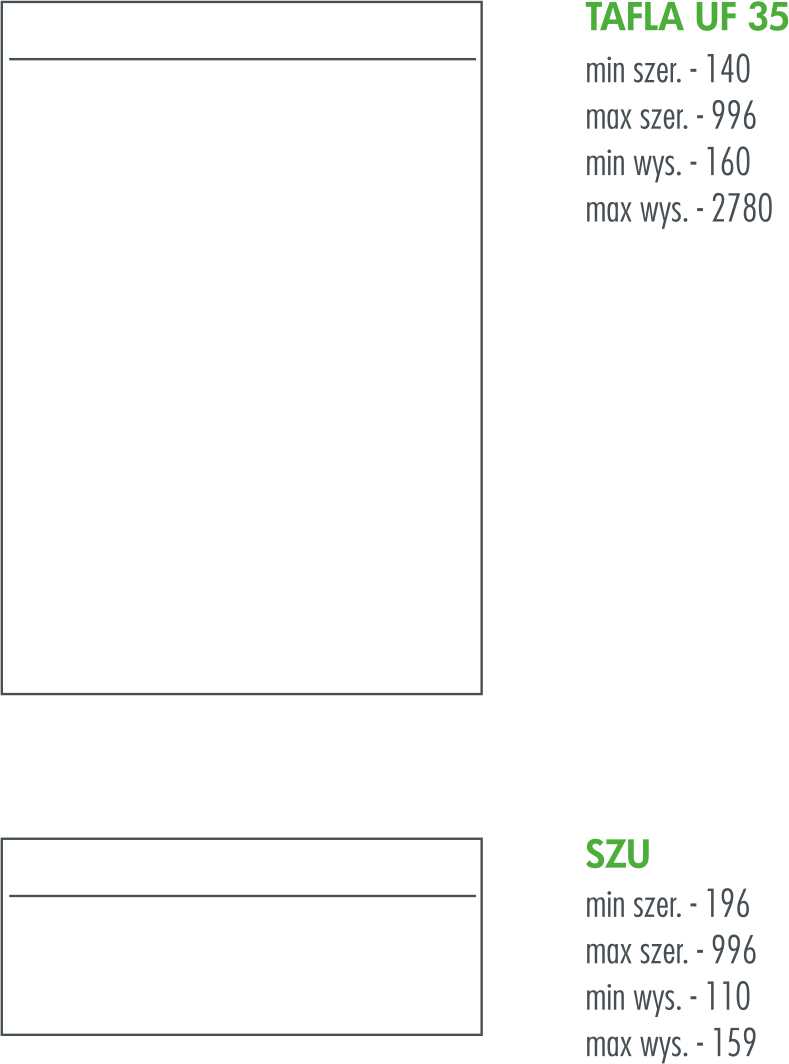 TAFLA UF 35
min szer. - 140
max szer. - 996
min wys. - 160
max wys. - 2780
SZU
min szer. - 196
max szer. - 996
min wys. - 110
max wys. - 159